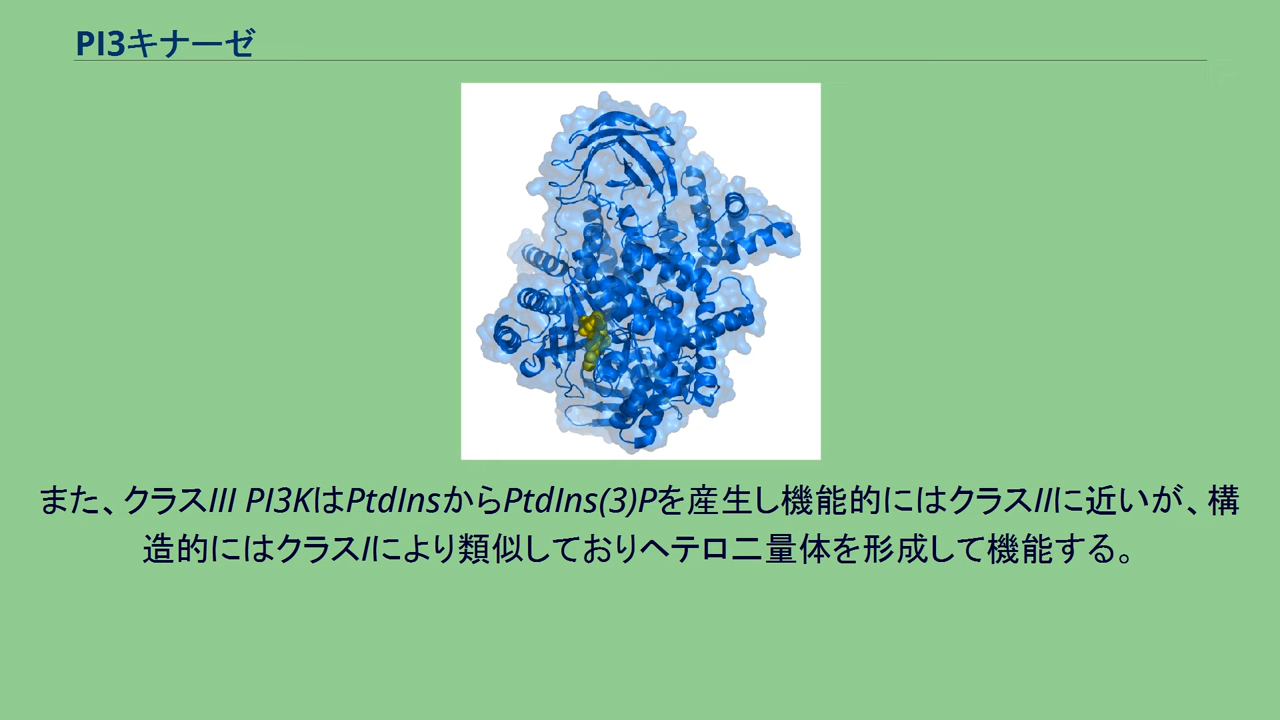 PI3キナーゼ
また、クラスIII PI3KはPtdInsからPtdIns(3)Pを産生し機能的にはクラスIIに近いが、構
造的にはクラスIにより類似しておりヘテロ二量体を形成して機能する。